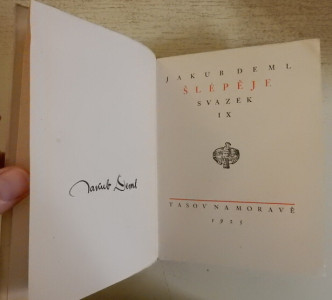 Jakub Deml
JAKUB DEML
ŠLÉPĚJE
SVAZEK
IX
TASOV NA MORAVĚ